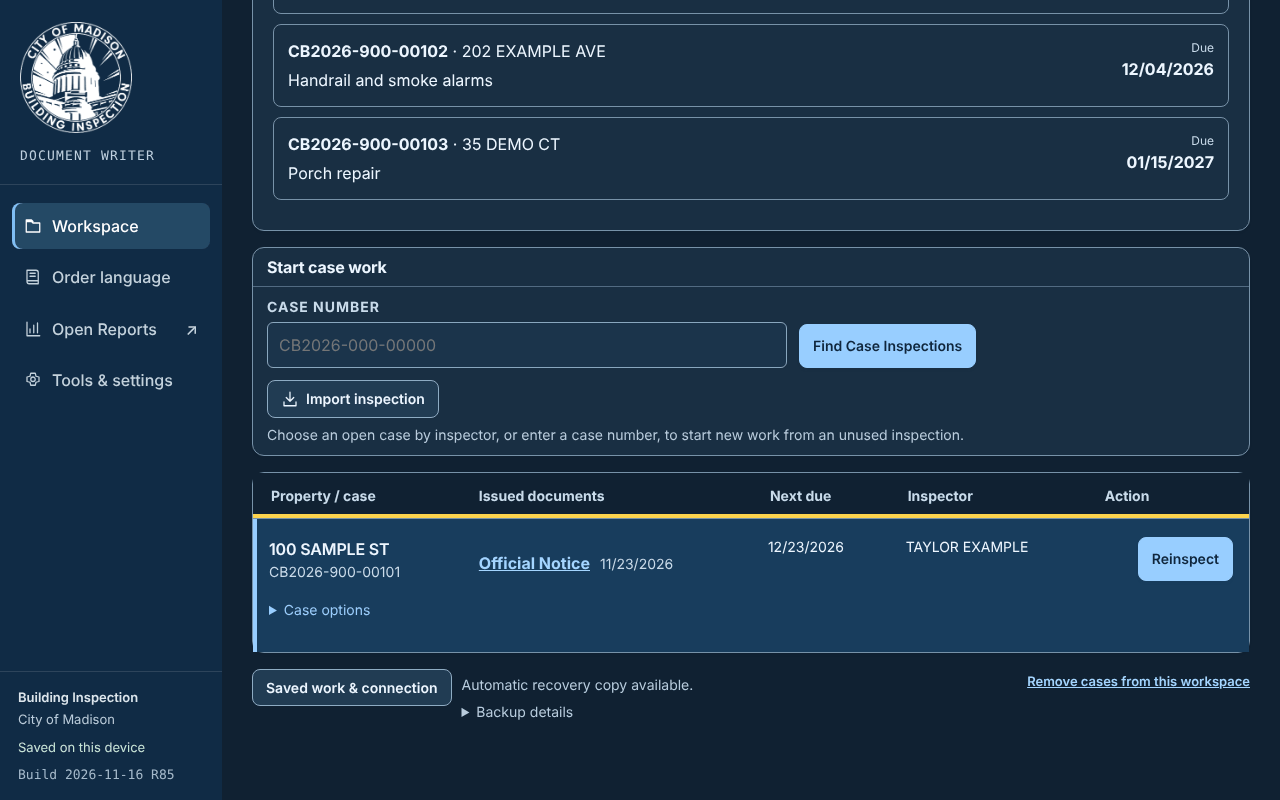 CITY OF MADISON
BUILDING INSPECTION
DOCUMENT WRITER
Workspace
Order language
Open Reports
Tools & settings
Building Inspection
City of Madison
Saved on this device
Build 2026-11-16 R85
CB2026-900-00102 · 202 EXAMPLE AVE
Handrail and smoke alarms
Due
12/04/2026
CB2026-900-00103 · 35 DEMO CT
Porch repair
Due
01/15/2027
Start case work
CASE NUMBER
CB2026-000-00000
Find Case Inspections
Import inspection
Choose an open case by inspector, or enter a case number, to start new work from an unused inspection.
Property / case Issued documents Next due Inspector Action
100 SAMPLE ST
CB2026-900-00101
Case options
Official Notice 11/23/2026
12/23/2026
TAYLOR EXAMPLE
Reinspect
Saved work & connection
Automatic recovery copy available.
Backup details
Remove cases from this workspace